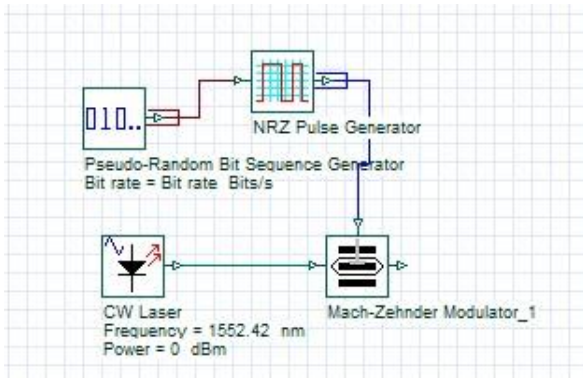 010..
NRZ Pulse Generator
Pseudo-Random Bit Sequence Generator
Bit rate = Bit rate Bits/s
CW Laser
Frequency = 1552.42 nm
Power = 0 dBm
Mach-Zehnder Modulator_1